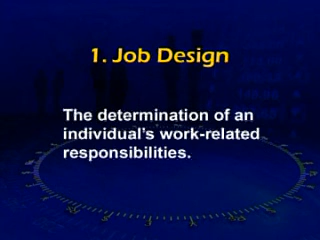 1. Job Design
The determination of an
individual's work-related
responsibilities.